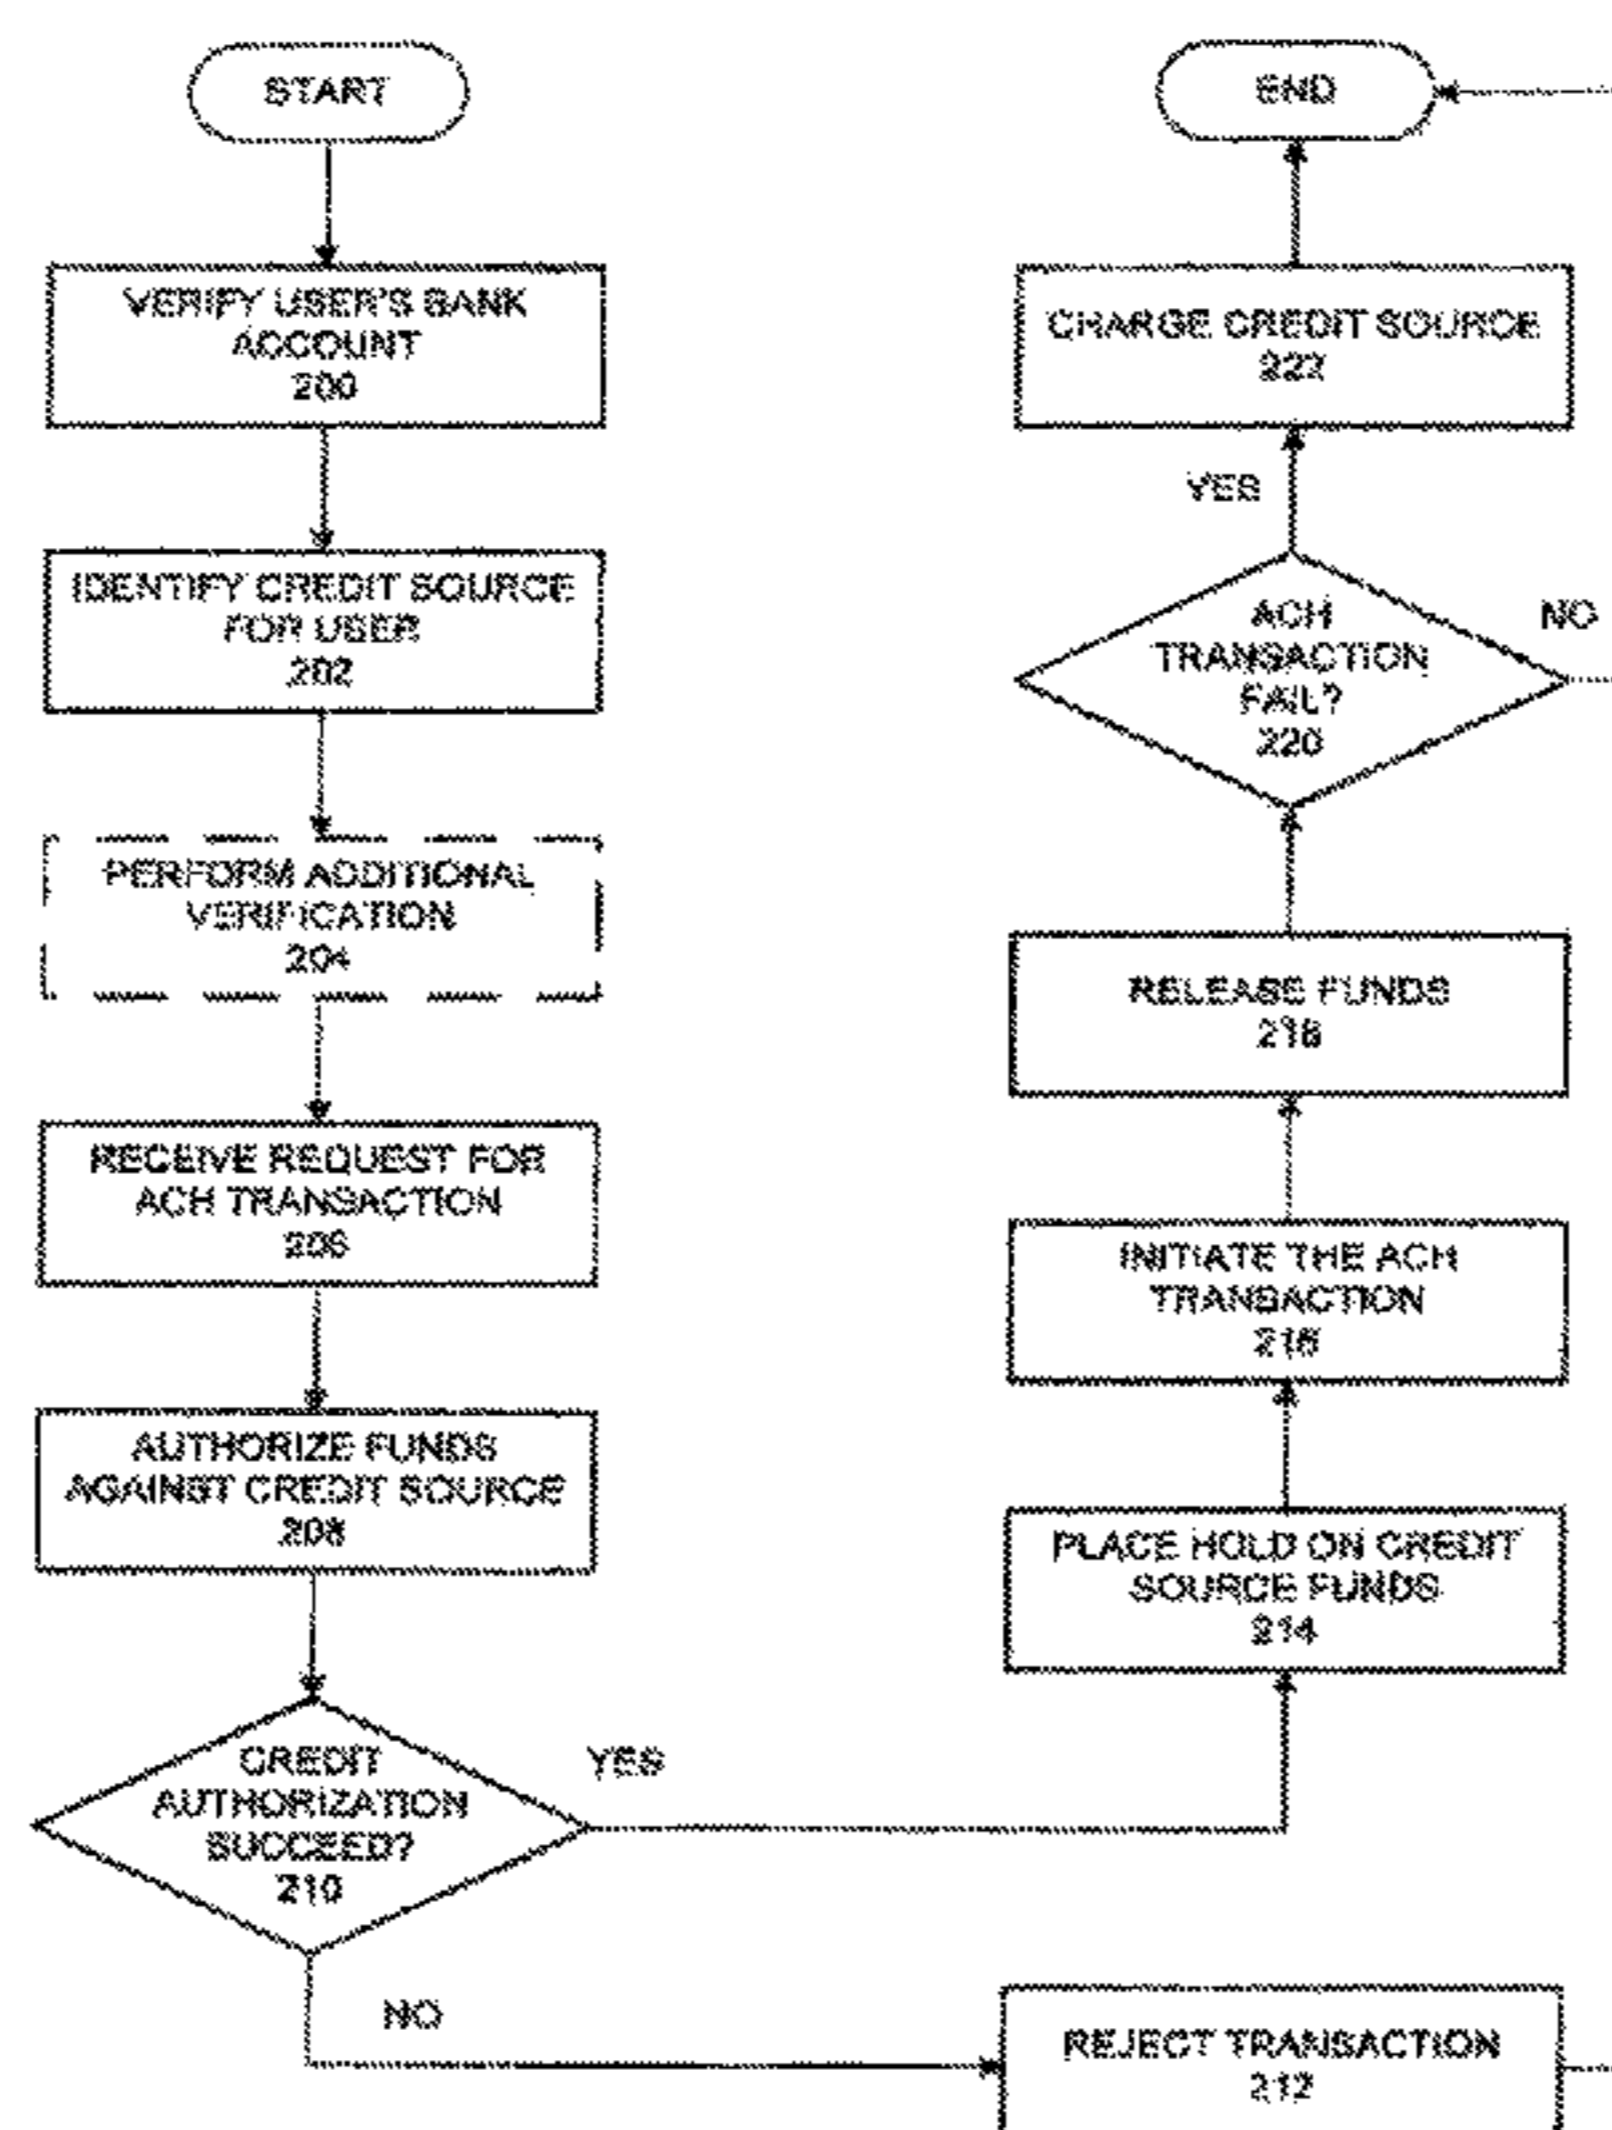 START
VERIFY USER'S BANK
ACCOUNT
200
IDENTIFY CREDIT SOURCE
FOR USER
202
PERFORM ADDITIONAL
VERIFICATION
204
RECEIVE REQUEST FOR
ACH TRANSACTION
206
AUTHORIZE FUNDS
AGAINST CREDIT SOURCE
208
CREDIT
AUTHORIZATION
SUCCEED?
210
YES
NO
REJECT TRANSACTION
212
PLACE HOLD ON CREDIT
SOURCE FUNDS
214
INITIATE THE ACH
TRANSACTION
216
RELEASE FUNDS
218
ACH
TRANSACTION
FAIL?
220
YES
NO
CHARGE CREDIT SOURCE
222
END